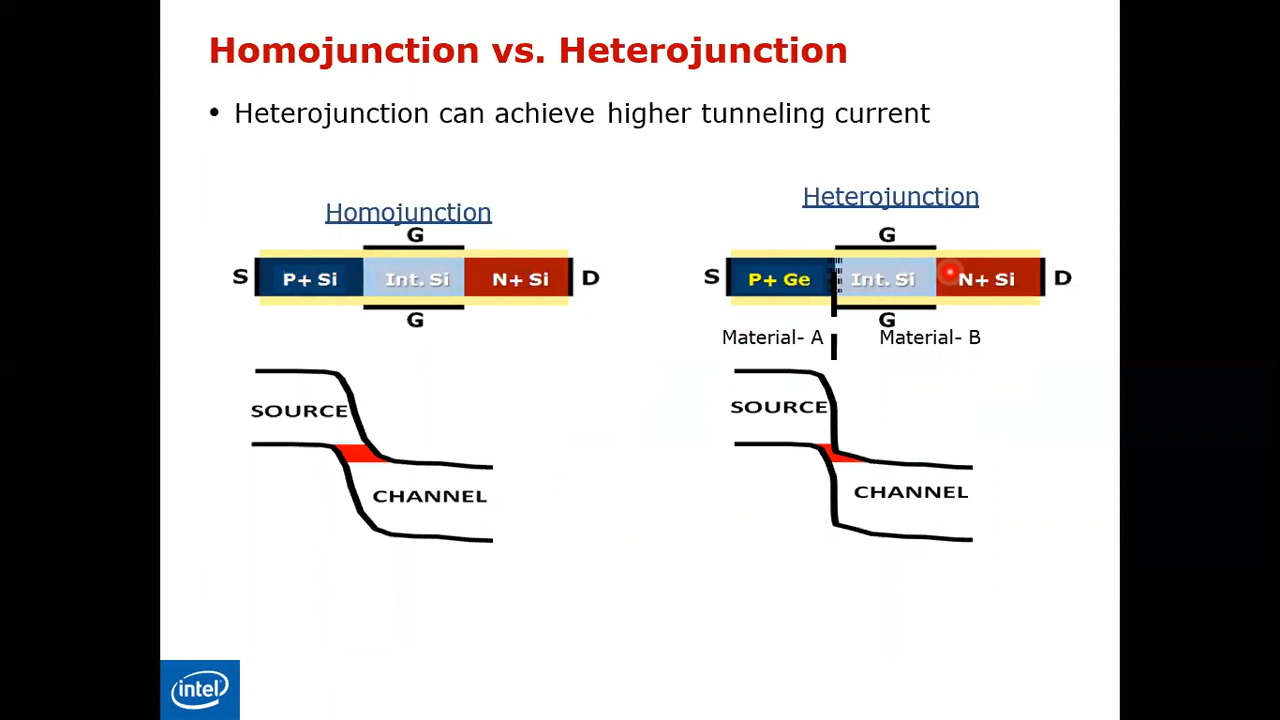 Homojunction vs. Heterojunction
• Heterojunction can achieve higher tunneling current
Homojunction
G
S P+ Si Int. Si N+ Si D
G
SOURCE
CHANNEL
Heterojunction
G
S P+ Ge Int. Si N+ Si D
G
Material- A Material- B
SOURCE
CHANNEL
intel